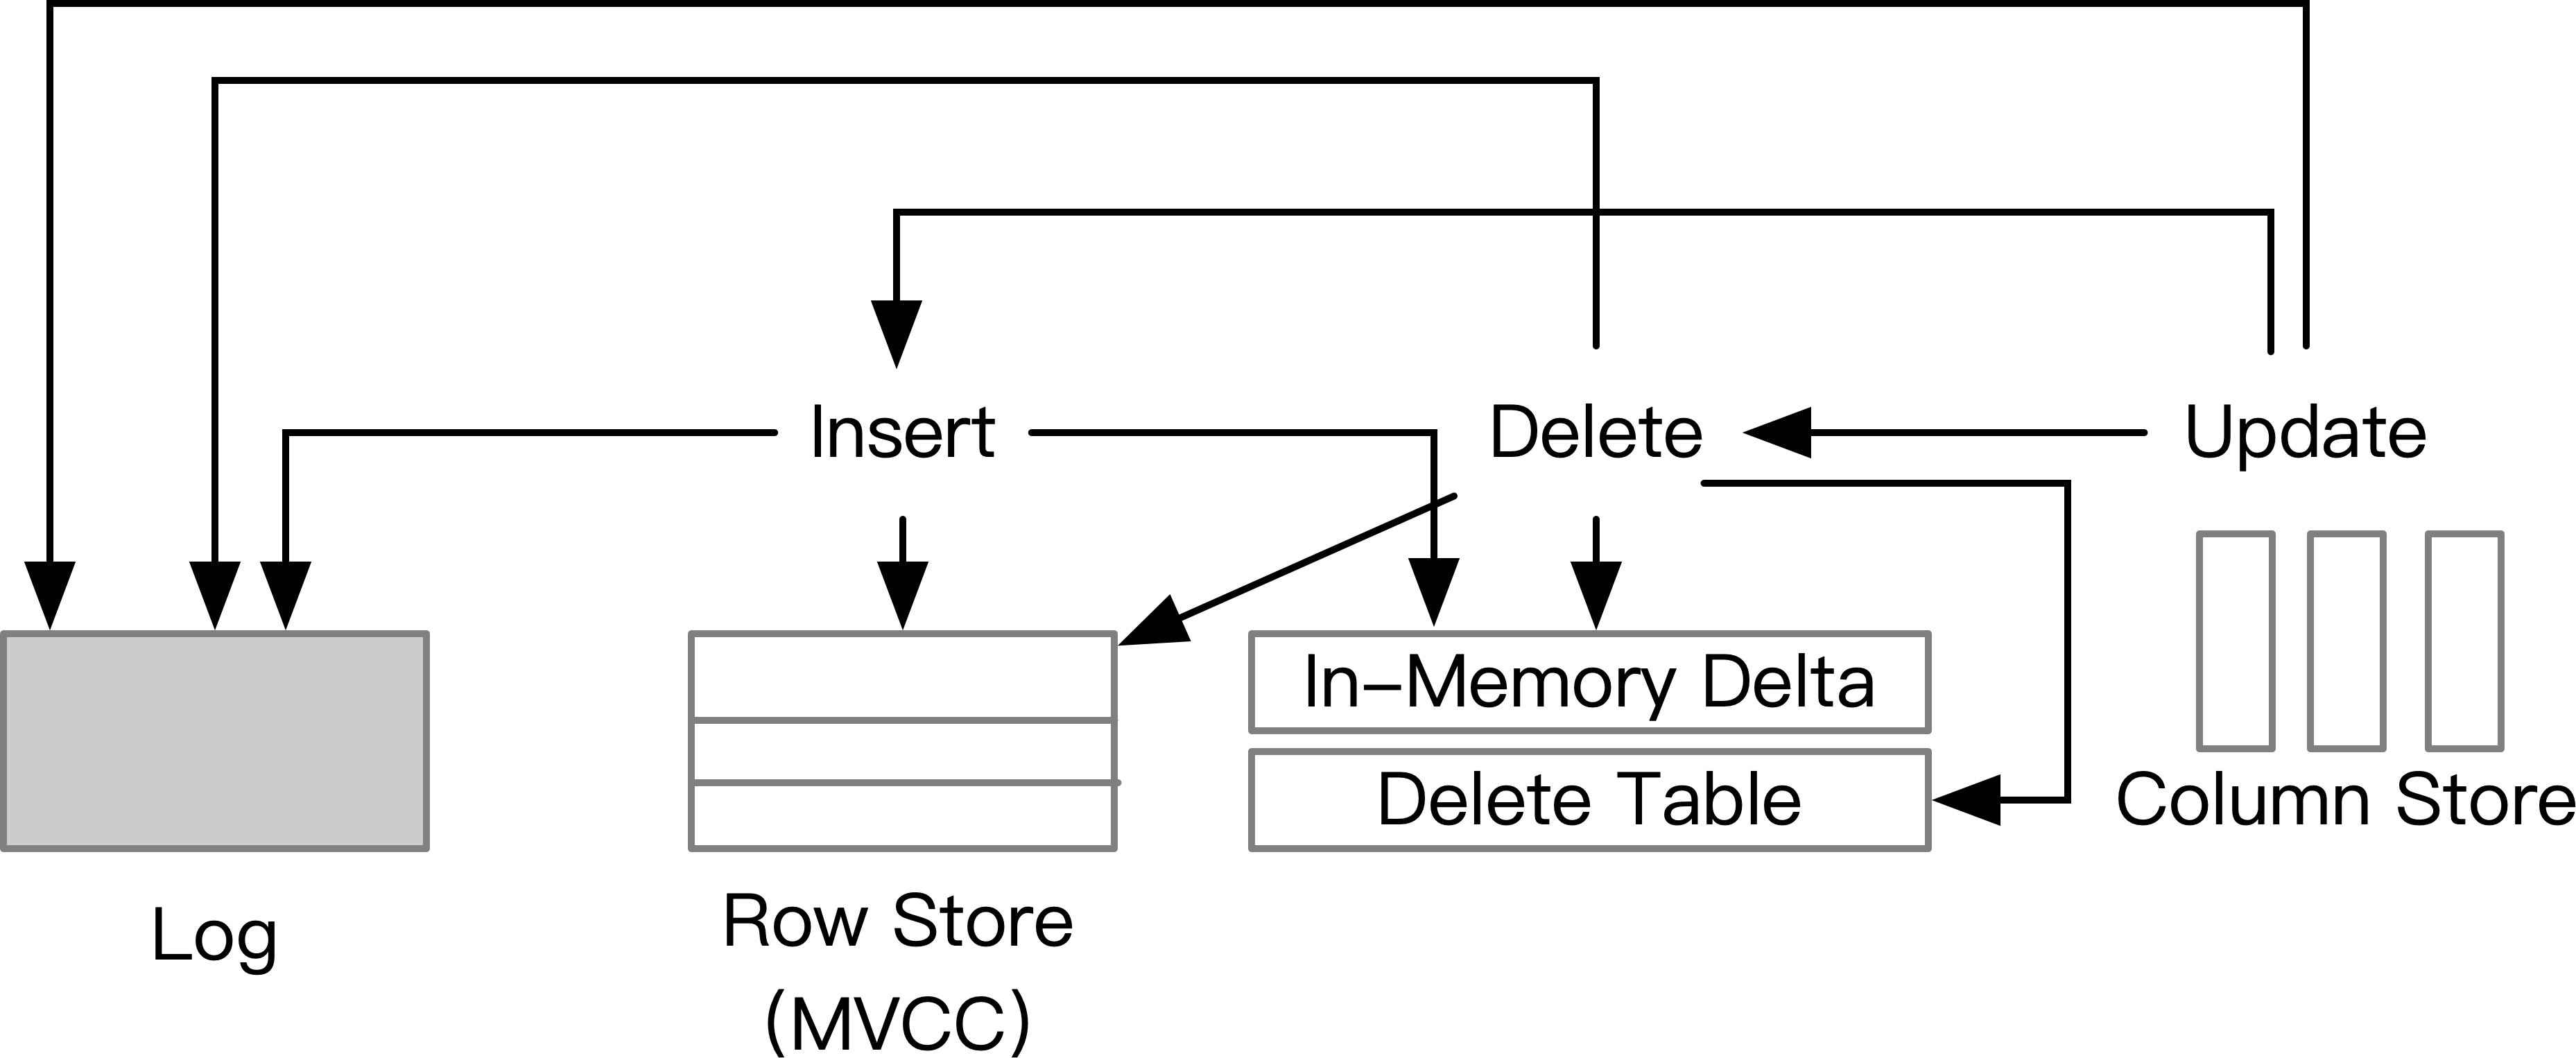 Insert
Delete
Update
In-Memory Delta
Delete Table
Column Store
Log
Row Store
(MVCC)